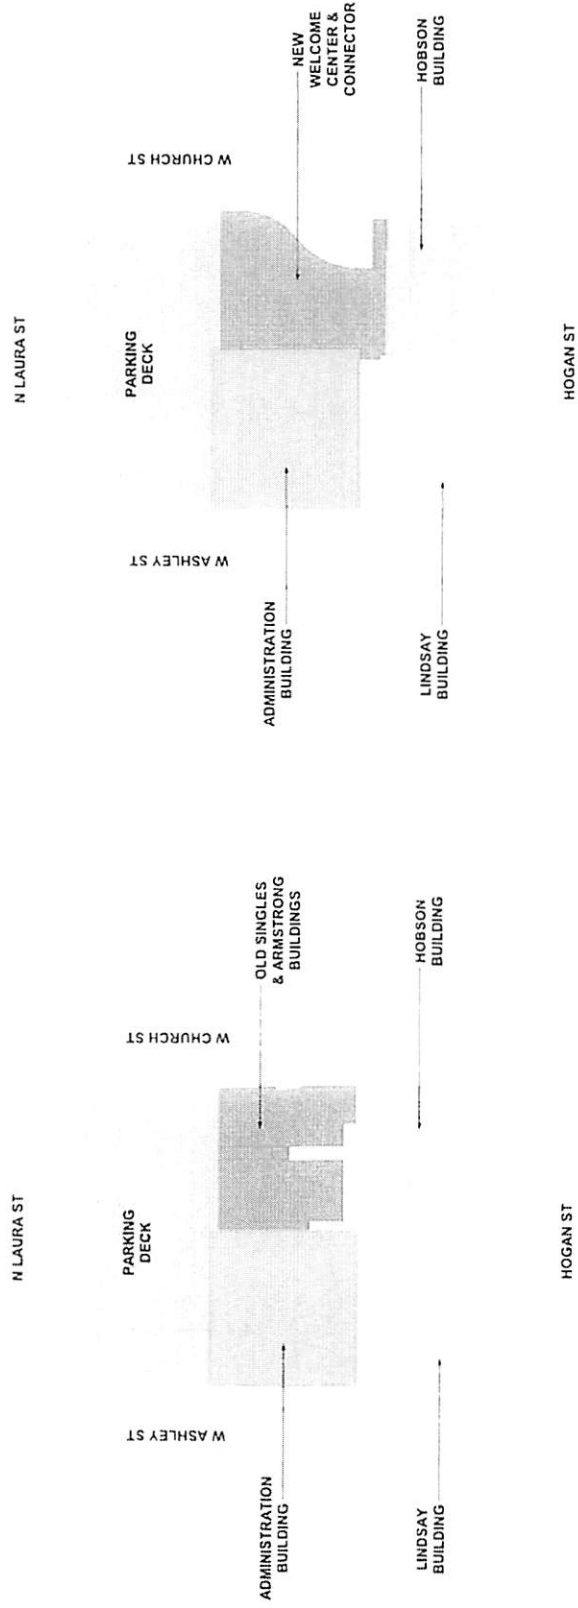 N LAURA ST
PARKING
DECK
W ASHLEY ST
W CHURCH ST
ADMINISTRATION
BUILDING
OLD SINGLES
& ARMSTRONG
BUILDINGS
LINDSAY
BUILDING
HOBSON
BUILDING
HOGAN ST
N LAURA ST
PARKING
DECK
W ASHLEY ST
W CHURCH ST
ADMINISTRATION
BUILDING
NEW
WELCOME
CENTER &
CONNECTOR
LINDSAY
BUILDING
HOBSON
BUILDING
HOGAN ST